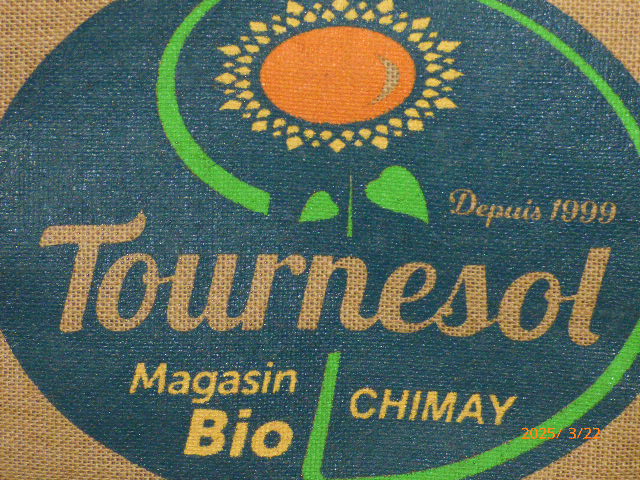 Depuis 1999
Tournesol
Magasin
Bio
CHIMAY
2025/ 3/22